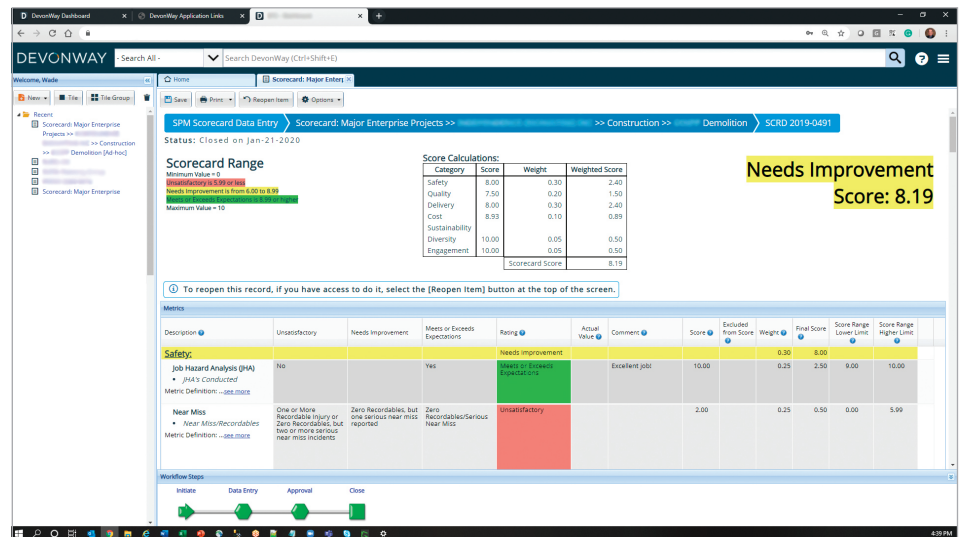 DevonWay Dashboard
DevonWay Application Links
DEVONWAY
- Search All -
Search DevonWay (Ctrl+Shift+E)
Welcome, Wade
Home
Scorecard: Major Enterp
New
Tile
Tile Group
Save
Print
Reopen Item
Options
Recent
Scorecard: Major Enterprise
Projects >>
>> Construction
>> Demolition [Ad-hoc]
Scorecard: Major Enterprise
SPM Scorecard Data Entry
Scorecard: Major Enterprise Projects >> >> Construction >> Demolition
SCRD 2019-0491
Status: Closed on Jan-21-2020
Scorecard Range
Minimum Value = 0
Unsatisfactory is 5.99 or less
Needs Improvement is from 6.00 to 8.99
Meets or Exceeds Expectations is 8.99 or higher
Maximum Value = 10
Score Calculations:
Category Score Weight Weighted Score
Safety 8.00 0.30 2.40
Quality 7.50 0.20 1.50
Delivery 8.00 0.30 2.40
Cost 8.93 0.10 0.89
Sustainability
Diversity 10.00 0.05 0.50
Engagement 10.00 0.05 0.50
Scorecard Score 8.19
Needs Improvement
Score: 8.19
To reopen this record, if you have access to do it, select the [Reopen Item] button at the top of the screen.
Metrics
Description
Unsatisfactory
Needs Improvement
Meets or Exceeds
Expectations
Rating
Actual
Value
Comment
Score
Excluded
from Score
Weight
Final Score
Score Range
Lower Limit
Score Range
Higher Limit
Safety: Needs Improvement 0.30 8.00
Job Hazard Analysis (JHA)
• JHA's Conducted
Metric Definition: ...see more
No
Yes
Meets or Exceeds
Expectations
Excellent job!
10.00 0.25 2.50 9.00 10.00
Near Miss
• Near Miss/Recordables
Metric Definition: ...see more
One or More
Recordable Injury or
Zero Recordables, but
two or more serious
near miss incidents
Zero Recordables, but
one serious near miss
reported
Zero
Recordables/Serious
Near Miss
Unsatisfactory
2.00 0.25 0.50 0.00 5.99
Workflow Steps
Initiate
Data Entry
Approval
Close
4:39 PM